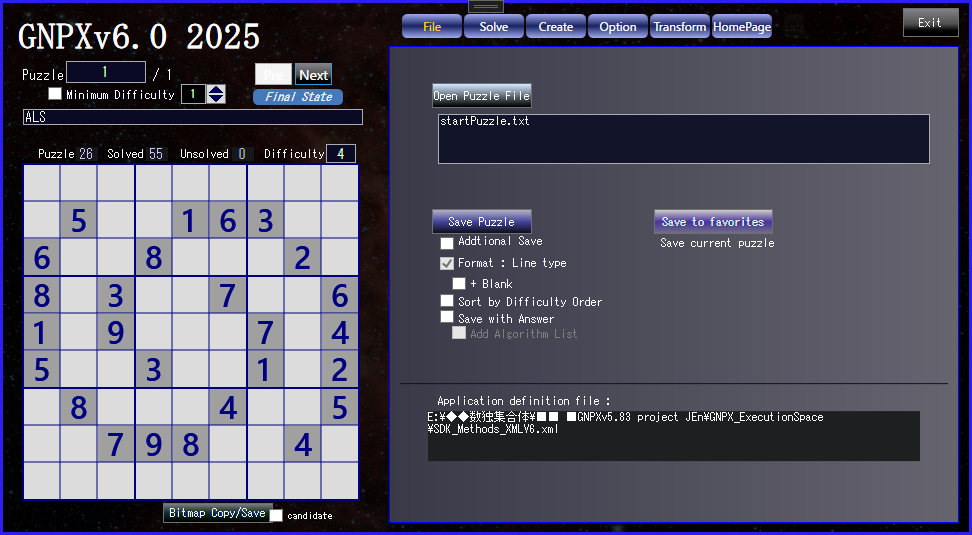 GNPXv6.0 2025
File Solve Create Option Transform HomePage
Exit
Puzzle 1 / 1
Pre Next
Minimum Difficulty 1
Final State
ALS
Puzzle 26 Solved 55 Unsolved 0 Difficulty 4
5 1 6 3
6 8 2
8 3 7 6
1 9 7 4
5 3 1 2
8 4 5
7 9 8 4
Bitmap Copy/Save
candidate
Open Puzzle File
startPuzzle.txt
Save Puzzle
Addtional Save
Format : Line type
+ Blank
Sort by Difficulty Order
Save with Answer
Add Algorithm List
Save to favorites
Save current puzzle
Application definition file :
E:¥◆◆数独集合体¥■■ ■GNPXv5.83 project JEn¥GNPX_ExecutionSpace
¥SDK_Methods_XMLV6.xml